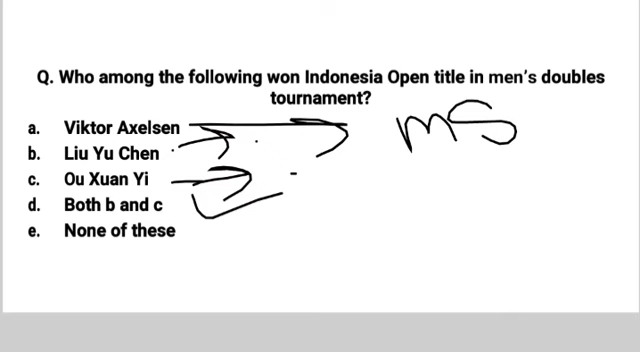 Q. Who among the following won Indonesia Open title in men's doubles
tournament?
a. Viktor Axelsen
MS
b. Liu Yu Chen
c. Ou Xuan Yi
d. Both b and c
e. None of these